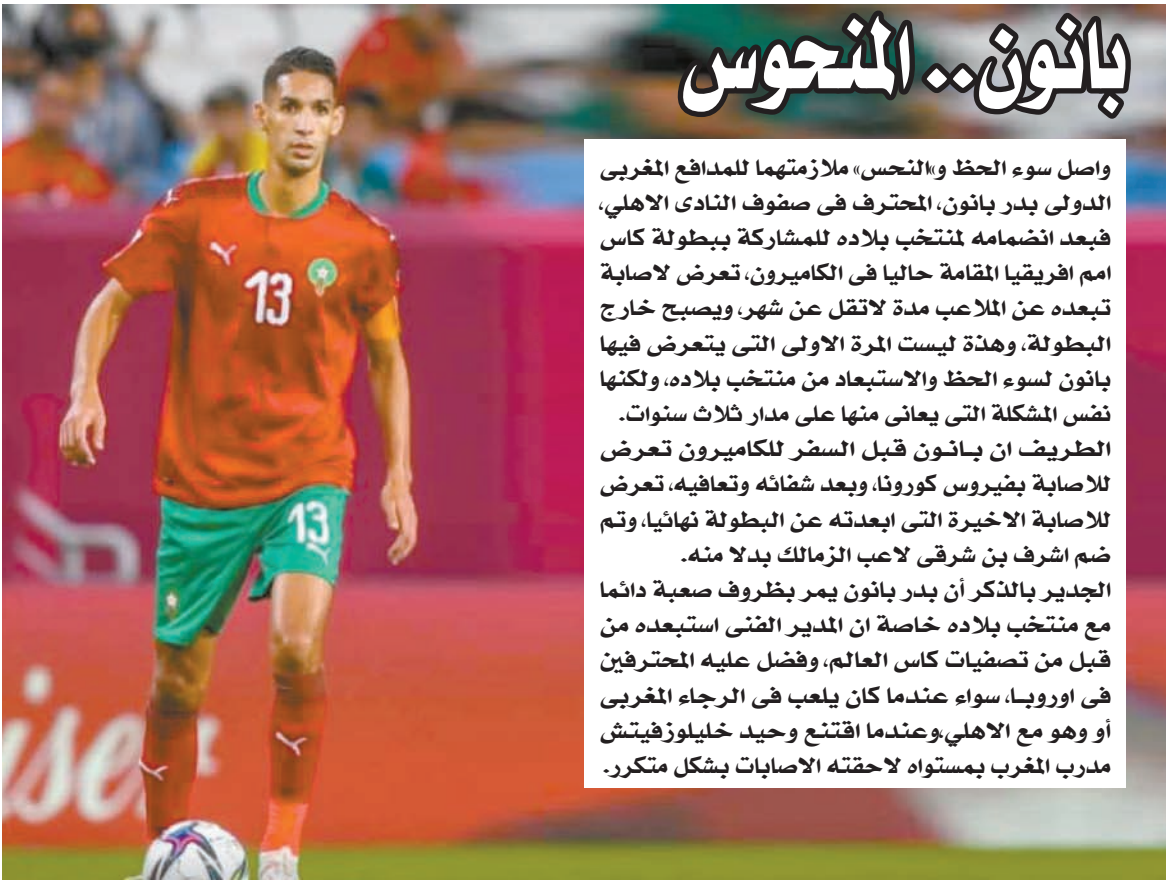 بانون.. المنحوس
واصل سوء الحظ و»النحس» ملازمتهما للمدافع المغربى
الدولى بدر بانون، المحترف فى صفوف النادى الاهلي،
فبعد انضمامه لمنتخب بلاده للمشاركة ببطولة كاس
امم افريقيا المقامة حاليا فى الكاميرون، تعرض لاصابة
تبعده عن الملاعب مدة لاتقل عن شهر، ويصبح خارج
البطولة، وهذة ليست المرة الاولى التى يتعرض فيها
بانون لسوء الحظ والاستبعاد من منتخب بلاده، ولكنها
نفس المشكلة التى يعانى منها على مدار ثلاث سنوات.
الطريف ان بانون قبل السفر للكاميرون تعرض
للاصابة بفيروس كورونا، وبعد شفائه وتعافيه، تعرض
للاصابة الاخيرة التى ابعدته عن البطولة نهائيا، وتم
ضم اشرف بن شرقى لاعب الزمالك بدلا منه.
الجدير بالذكر أن بدر بانون يمر بظروف صعبة دائما
مع منتخب بلاده خاصة ان المدير الفنى استبعده من
قبل من تصفيات كاس العالم، وفضل عليه المحترفين
فى اوروبا، سواء عندما كان يلعب فى الرجاء المغربى
أو وهو مع الاهلي،وعندما اقتنع وحيد خليلوزفيتش
مدرب المغرب بمستواه لاحقته الاصابات بشكل متكرر.
13
13